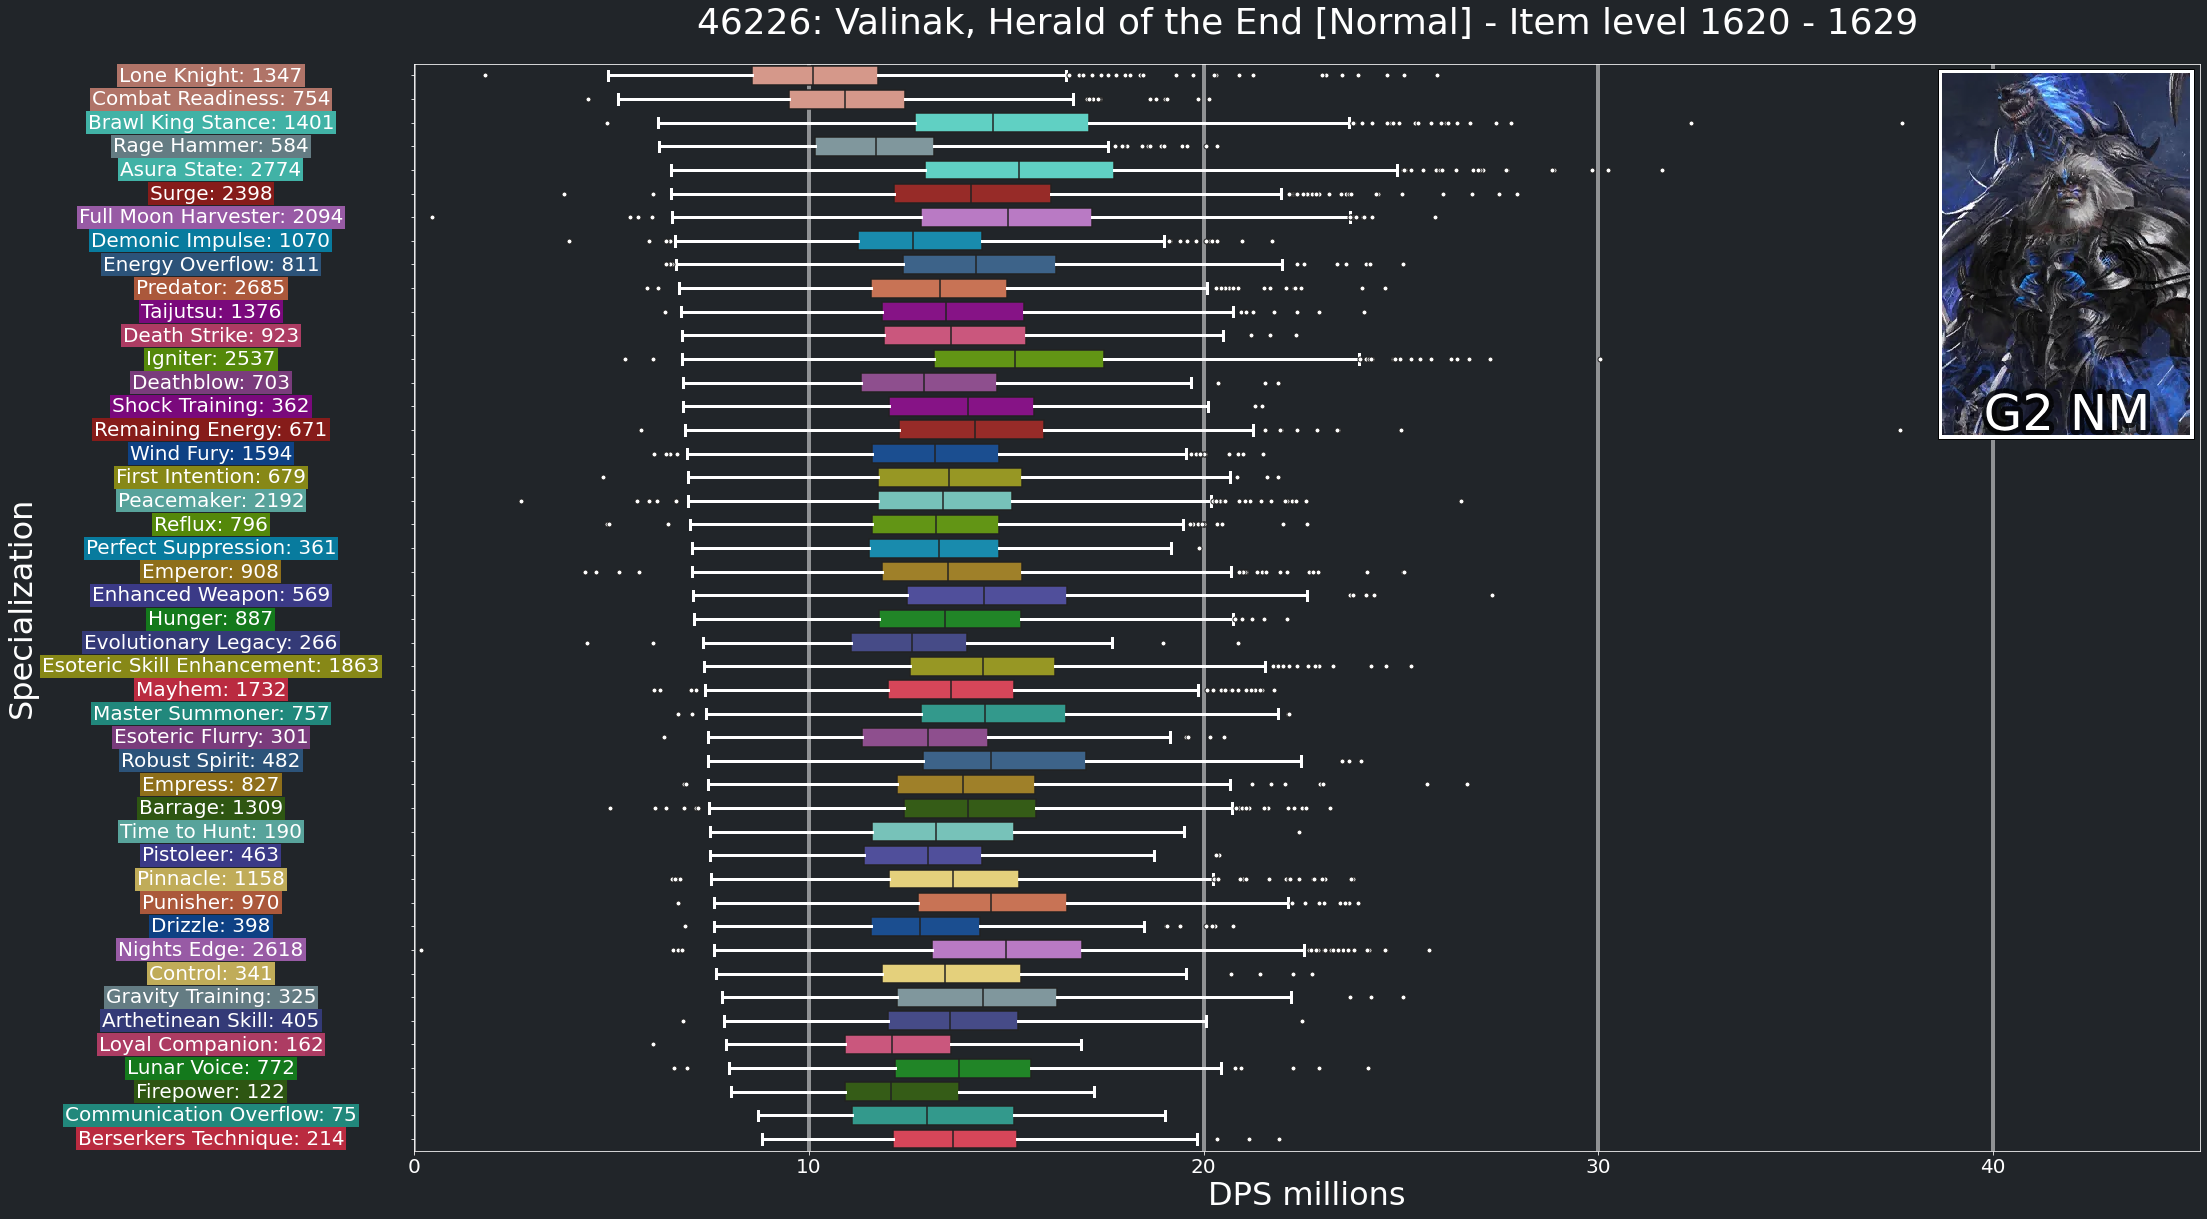 46226: Valinak, Herald of the End [Normal] - Item level 1620 - 1629
Lone Knight: 1347
Combat Readiness: 754
Brawl King Stance: 1401
Rage Hammer: 584
Asura State: 2774
Surge: 2398
Full Moon Harvester: 2094
Demonic Impulse: 1070
Energy Overflow: 811
Predator: 2685
Taijutsu: 1376
Death Strike: 923
Igniter: 2537
Deathblow: 703
Shock Training: 362
Remaining Energy: 671
Wind Fury: 1594
First Intention: 679
Peacemaker: 2192
Reflux: 796
Perfect Suppression: 361
Emperor: 908
Enhanced Weapon: 569
Hunger: 887
Evolutionary Legacy: 266
Esoteric Skill Enhancement: 1863
Mayhem: 1732
Master Summoner: 757
Esoteric Flurry: 301
Robust Spirit: 482
Empress: 827
Barrage: 1309
Time to Hunt: 190
Pistoleer: 463
Pinnacle: 1158
Punisher: 970
Drizzle: 398
Nights Edge: 2618
Control: 341
Gravity Training: 325
Arthetinean Skill: 405
Loyal Companion: 162
Lunar Voice: 772
Firepower: 122
Communication Overflow: 75
Berserkers Technique: 214
Specialization
G2 NM
0 10 20 30 40
DPS millions